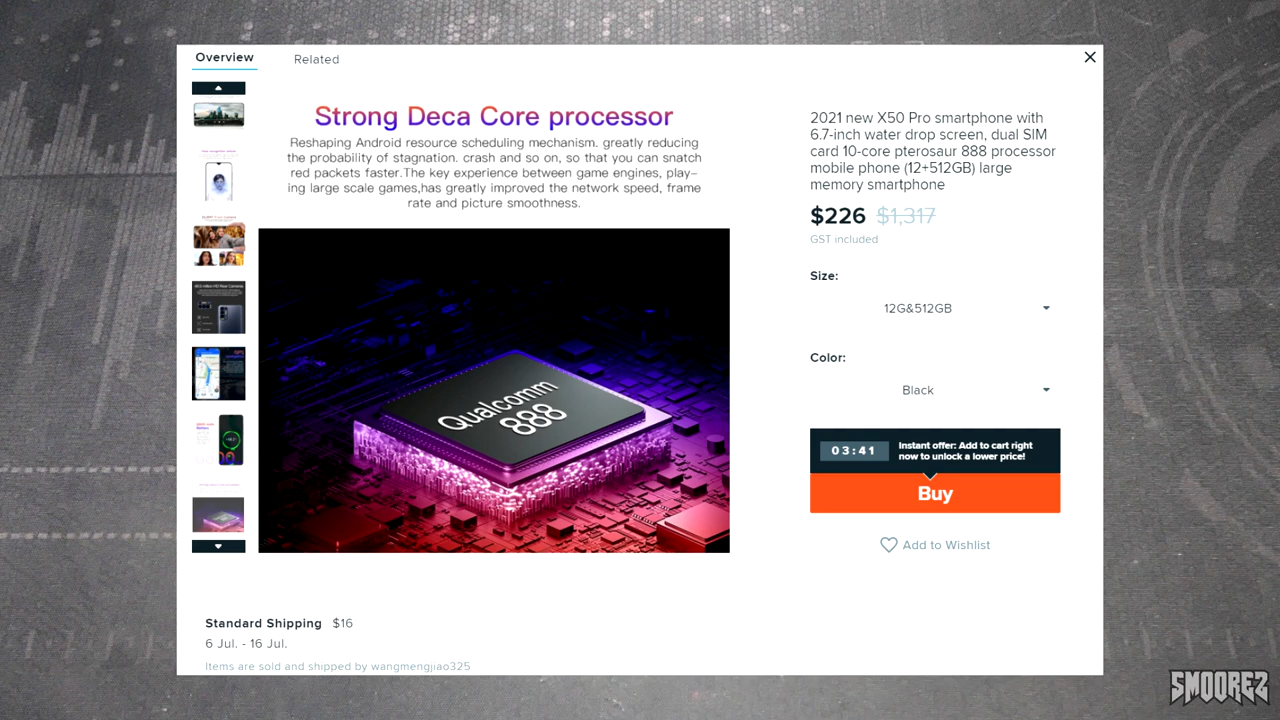 Overview
Related
Strong Deca Core processor
Reshaping Android resource scheduling mechanism. greatly reducing
the probability of stagnation. crash and so on, so that you can snatch
red packets faster.The key experience between game engines, play-
ing large scale games,has greatly improved the network speed, frame
rate and picture smoothness.
Qualcomm
888
2021 new X50 Pro smartphone with
6.7-inch water drop screen, dual SIM
card 10-core pterosaur 888 processor
mobile phone (12+512GB) large
memory smartphone
$226 $1,317
GST included
Size:
12G&512GB
Color:
Black
03:41
Instant offer: Add to cart right
now to unlock a lower price!
Buy
Add to Wishlist
Standard Shipping $16
6 Jul. - 16 Jul.
Items are sold and shipped by wangmengjiao325
SMOOREZ